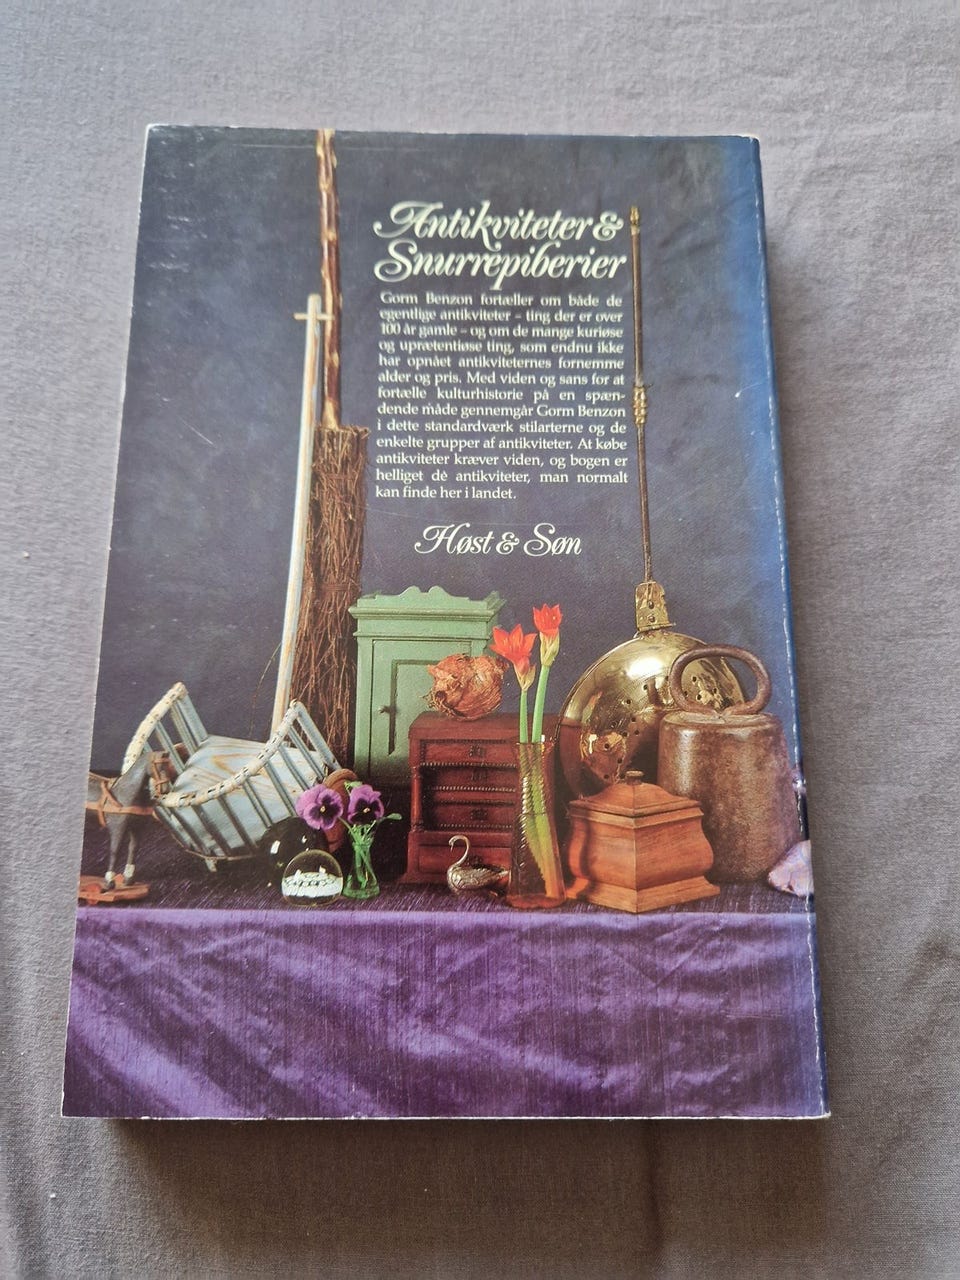 Antikviteter &
Snurrepiberier
Gorm Benzon fortæller om både de
egentlige antikviteter – ting der er over
100 år gamle – og om de mange kuriøse
og uprætentiøse ting, som endnu ikke
har opnået antikviteternes fornemme
alder og pris. Med viden og sans for at
fortælle kulturhistorie på en spæn-
dende måde gennemgår Gorm Benzon
i dette standardværk stilarterne og de
enkelte grupper af antikviteter. At købe
antikviteter kræver viden, og bogen er
helliget de antikviteter, man normalt
kan finde her i landet.
Høst & Søn